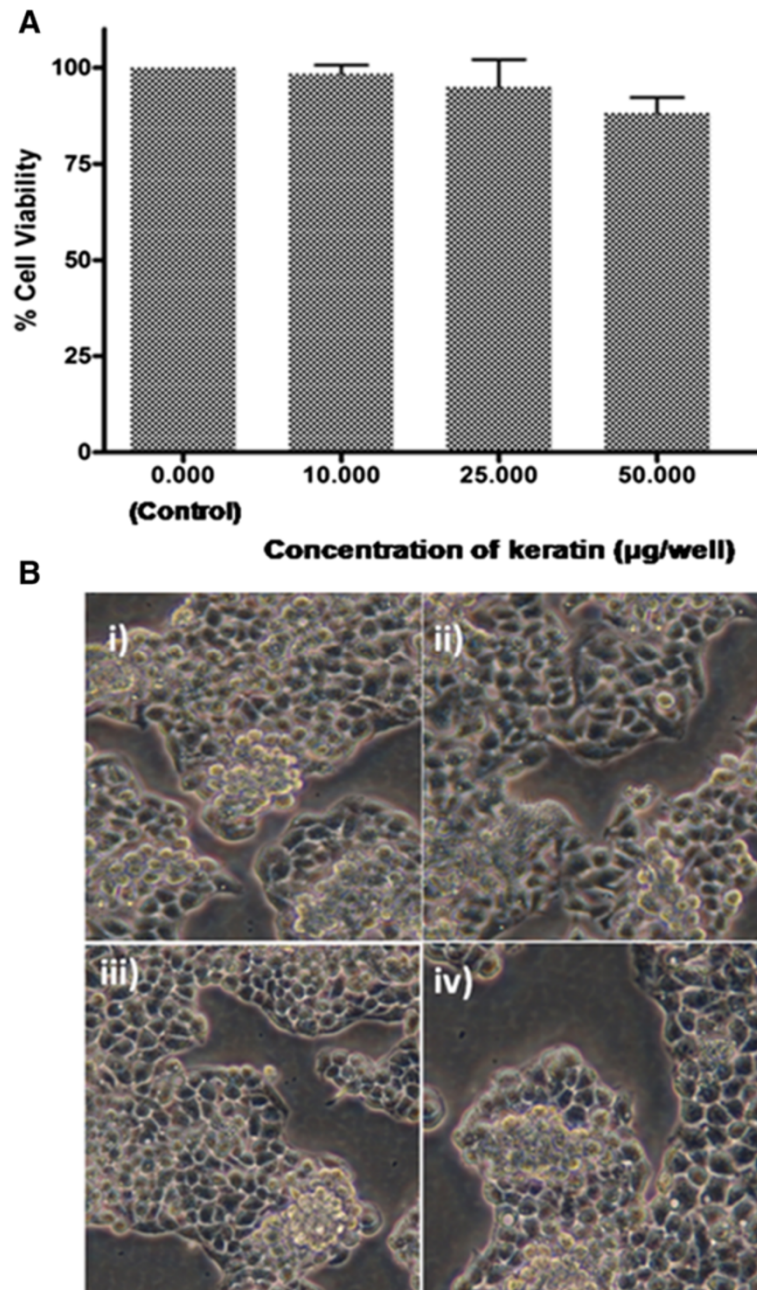 A
% Cell Viability
100
75
50
25
0
0.000 10.000 25.000 50.000
(Control)
Concentration of keratin (µg/well)
B
i) ii)
iii) iv)